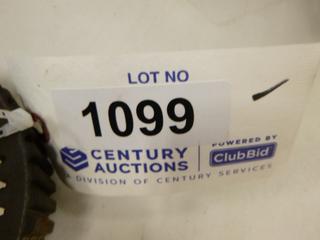 LOT NO
1099
CENTURY AUCTIONS
POWERED BY
ClubBid
A DIVISION OF CENTURY SERVICES